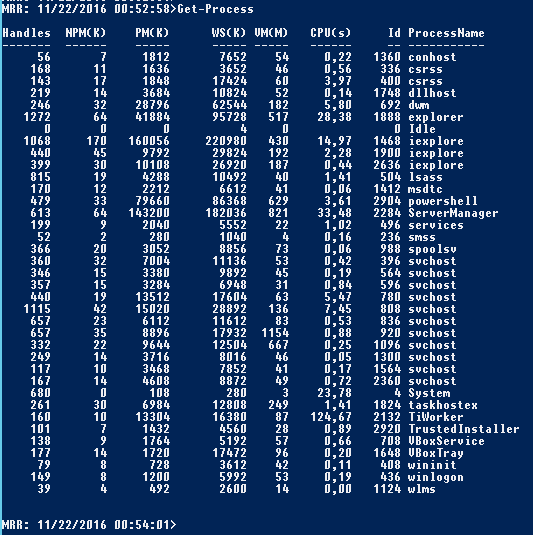 MRR: 11/22/2016 00:52:58>Get-Process
Handles NPM(K) PM(K) WS(K) VM(M) CPU(s) Id ProcessName
------- ------ ----- ----- ----- ------ -- -----------
56 7 1812 7652 54 0,22 1360 conhost
168 11 1636 3652 46 0,56 336 csrss
143 17 1848 17424 60 3,97 400 csrss
219 14 3684 10824 52 0,14 1748 dllhost
246 32 28796 62544 182 5,80 692 dwm
1272 64 41884 95728 517 28,38 1888 explorer
0 0 0 4 0 0 Idle
1068 170 160056 220980 430 14,97 1468 iexplore
440 45 9792 29824 192 2,28 1900 iexplore
399 30 10108 26920 187 0,44 2636 iexplore
815 19 4288 10492 40 1,41 504 lsass
170 12 2212 6612 41 0,06 1412 msdtc
479 33 79660 86368 629 3,61 2904 powershell
613 64 143200 182036 821 33,48 2284 ServerManager
199 9 2040 5552 22 1,02 496 services
52 2 280 1040 4 0,16 236 smss
366 20 3052 8856 73 0,06 988 spoolsv
360 32 7004 11136 53 0,42 396 svchost
346 15 3380 9892 45 0,19 564 svchost
357 15 3284 6948 31 0,84 596 svchost
440 19 13512 17604 63 5,47 780 svchost
1115 42 15020 28892 136 7,45 808 svchost
657 23 6112 11612 83 0,53 836 svchost
657 35 8896 17932 1154 0,88 920 svchost
332 22 9644 12504 667 0,25 1096 svchost
249 14 3716 8016 46 0,05 1300 svchost
117 10 3468 7852 41 0,17 1564 svchost
167 14 4608 8872 49 0,72 2360 svchost
680 0 108 280 3 23,78 4 System
261 30 6984 12808 249 1,41 1824 taskhostex
160 10 13304 16380 87 124,67 2132 TiWorker
101 7 1432 4560 28 0,89 2920 TrustedInstaller
138 9 1764 5192 57 0,66 708 VBoxService
177 14 1720 17472 96 0,20 1648 VBoxTray
79 8 728 3612 42 0,11 408 wininit
149 8 1200 5992 53 0,19 436 winlogon
39 4 492 2600 14 0,00 1124 wlms
MRR: 11/22/2016 00:54:01>